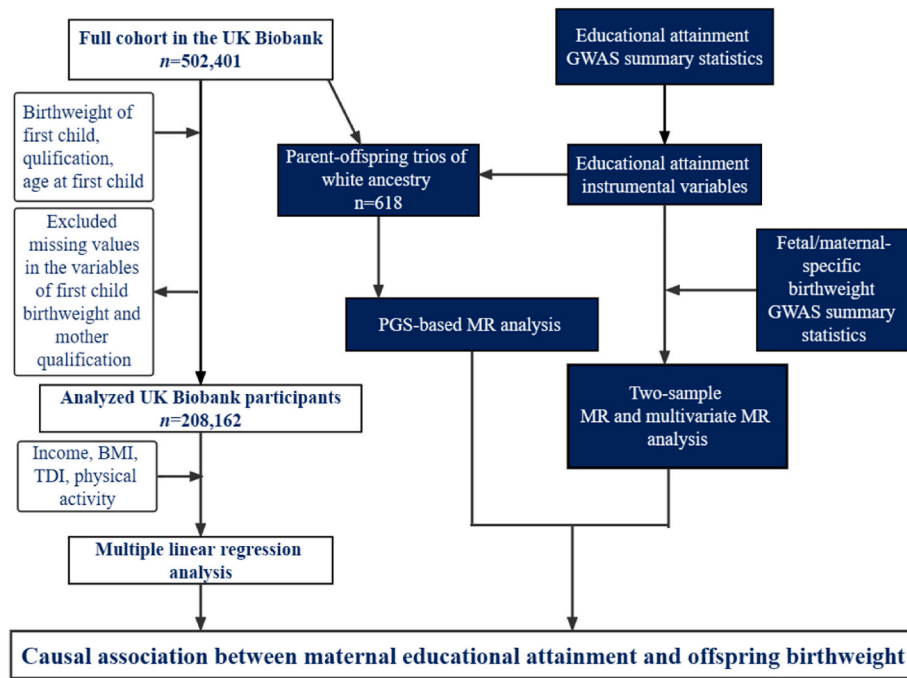 Full cohort in the UK Biobank
n=502,401
Birthweight of
first child,
qulification,
age at first child
Excluded
missing values
in the variables
of first child
birthweight and
mother
qualification
Analyzed UK Biobank participants
n=208,162
Income, BMI,
TDI, physical
activity
Multiple linear regression
analysis
Educational attainment
GWAS summary statistics
Parent-offspring trios of
white ancestry
n=618
Educational attainment
instrumental variables
Fetal/maternal-
specific
birthweight
GWAS summary
statistics
PGS-based MR analysis
Two-sample
MR and multivariate MR
analysis
Causal association between maternal educational attainment and offspring birthweight